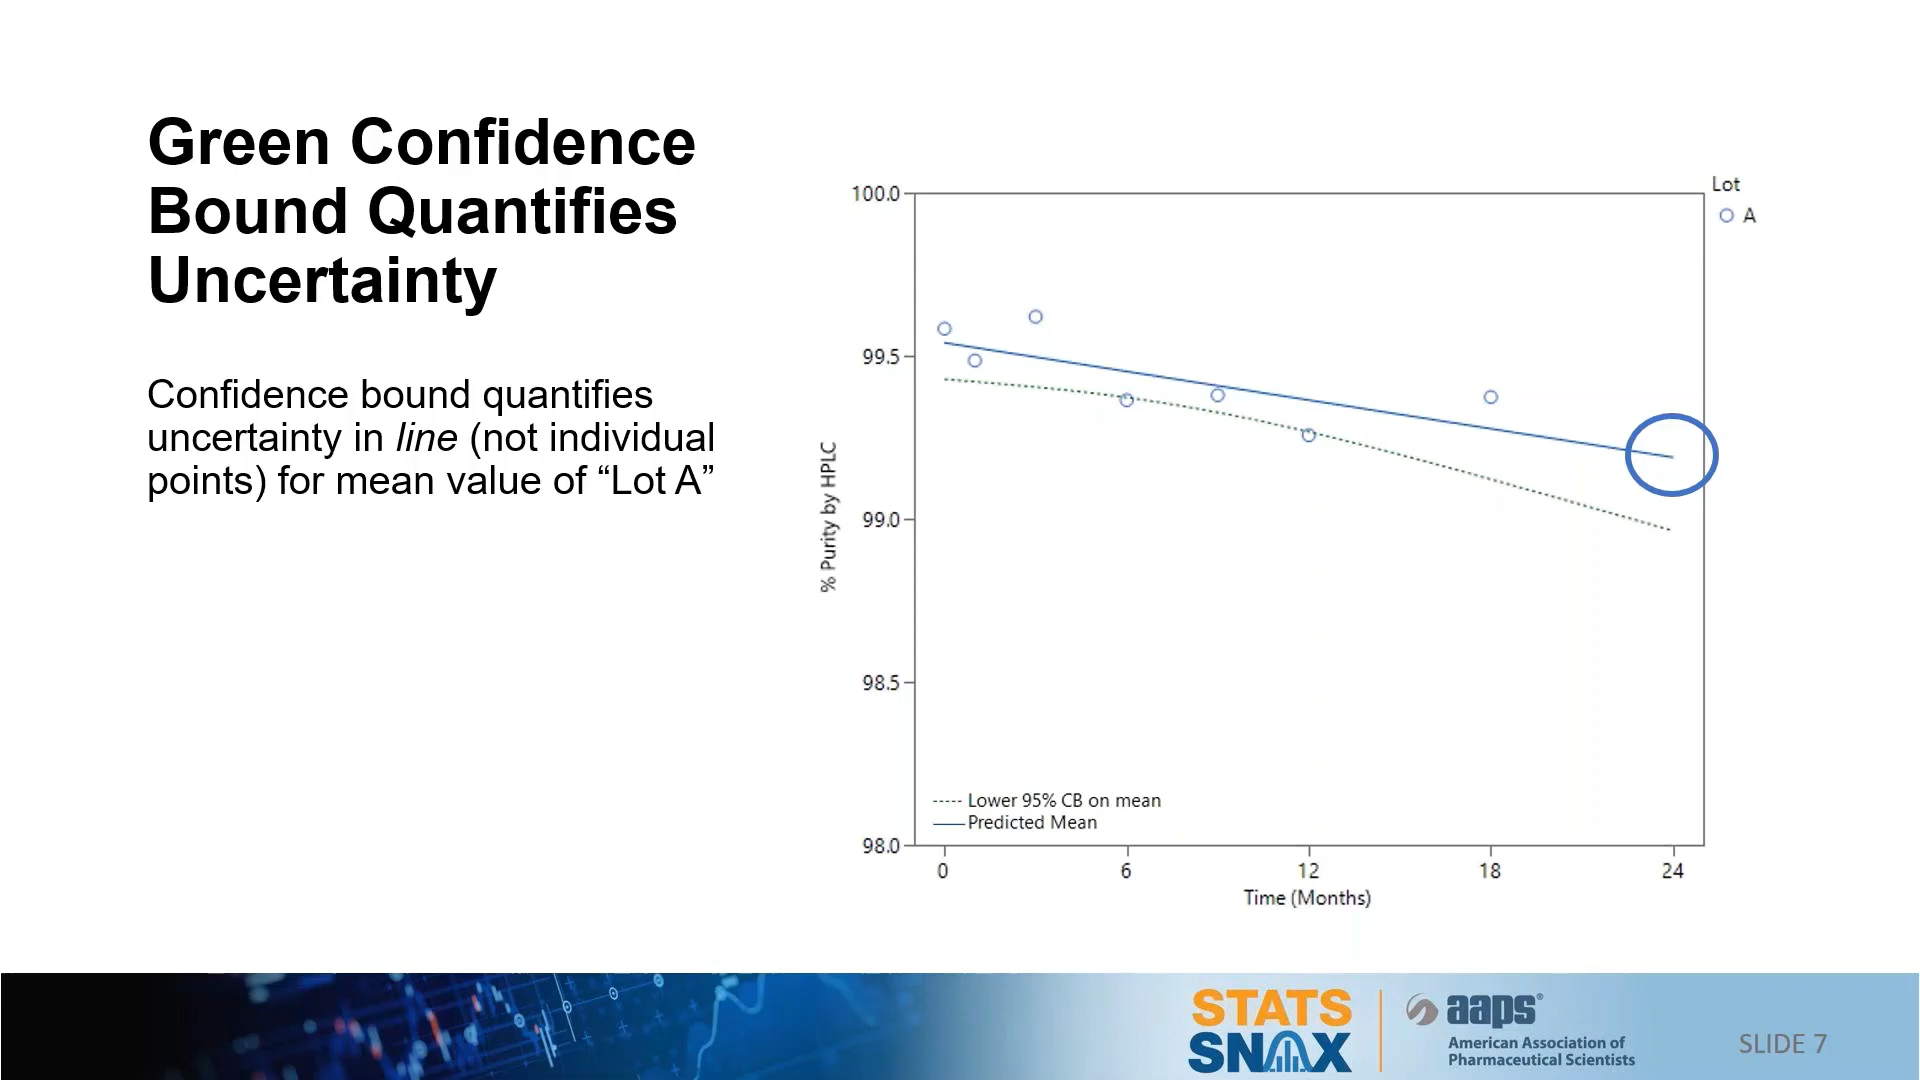 Green Confidence
Bound Quantifies
Uncertainty
Confidence bound quantifies
uncertainty in line (not individual
points) for mean value of “Lot A”
Lot
A
100.0
99.5
99.0
98.5
98.0
% Purity by HPLC
Lower 95% CB on mean
Predicted Mean
0 6 12 18 24
Time (Months)
STATS
SNAX
aaps®
American Association of
Pharmaceutical Scientists
SLIDE 7